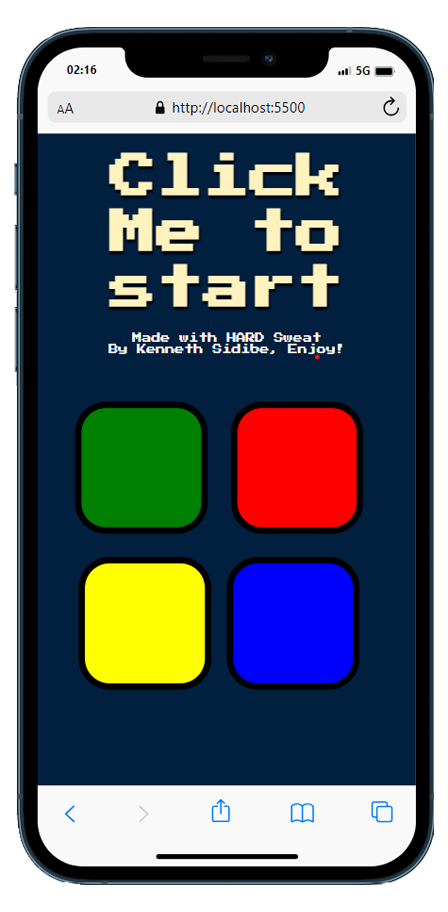 02:16
5G
AA
http://localhost:5500
Click
Me to
start
Made with HARD Sweat
By Kenneth Sidibe, Enjoy!